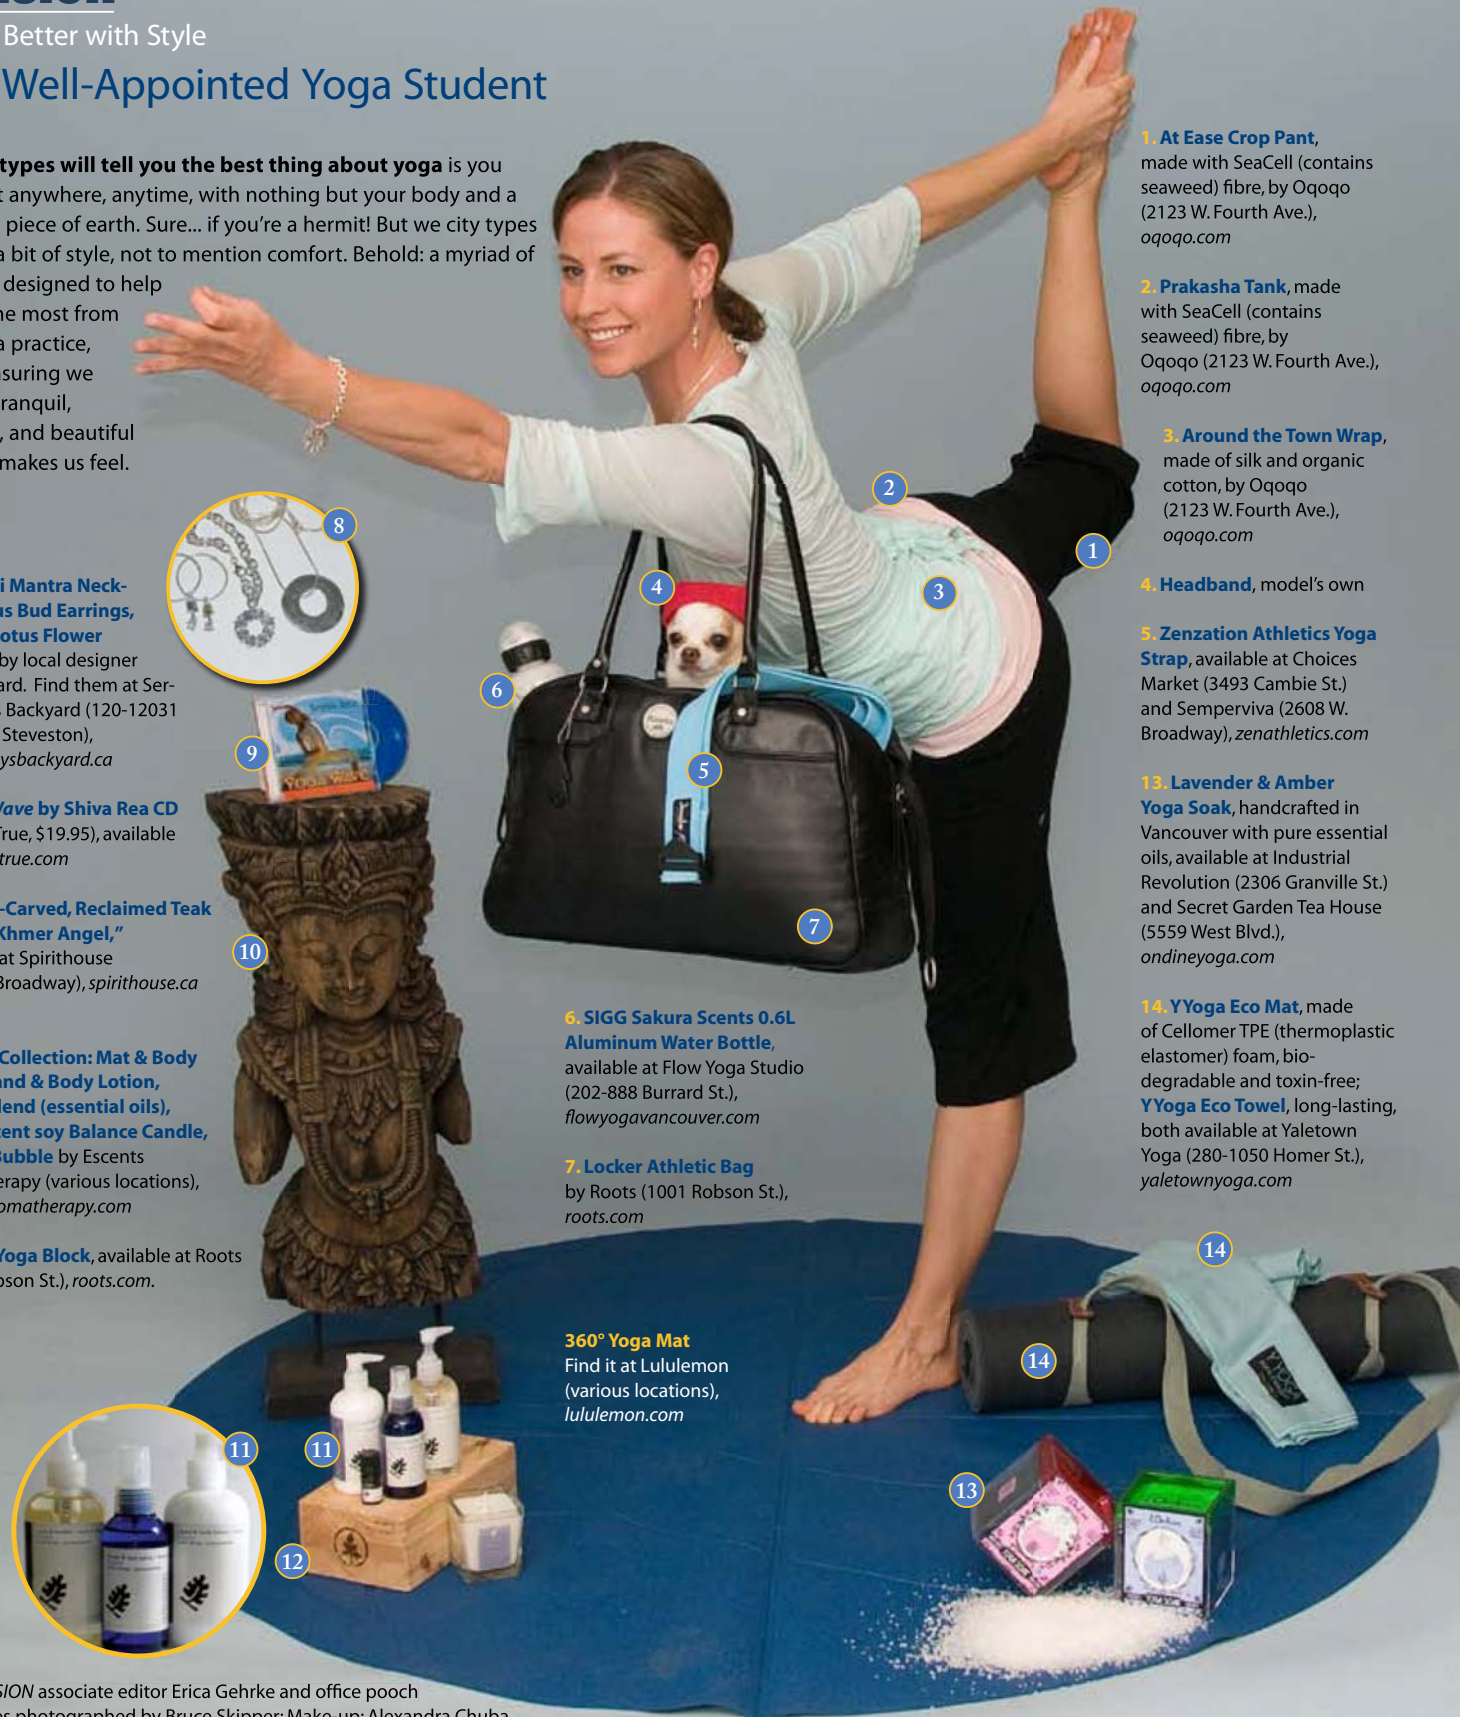 Better with Style
Well-Appointed Yoga Student
types will tell you the best thing about yoga is you
anywhere, anytime, with nothing but your body and a
piece of earth. Sure... if you're a hermit! But we city types
a bit of style, not to mention comfort. Behold: a myriad of
designed to help
he most from
a practice,
suring we
ranquil,
, and beautiful
makes us feel.
8
i Mantra Neck-
us Bud Earrings,
otus Flower
by local designer
ard. Find them at Ser-
s Backyard (120-12031
Steveston),
ysbackyard.ca
9
YOGA WAVE
Wave by Shiva Rea CD
True, $19.95), available
true.com
-Carved, Reclaimed Teak
Khmer Angel,"
at Spirithouse
Broadway), spirithouse.ca
10
Collection: Mat & Body
and & Body Lotion,
lend (essential oils),
cent soy Balance Candle,
Bubble by Escents
erapy (various locations),
omatherapy.com
Yoga Block, available at Roots
bson St.), roots.com.
11
11
12
SION associate editor Erica Gehrke and office pooch
es photographed by Bruce Skipper; Make-up: Alexandra Chuba
2
1
3
4
6
5
7
6. SIGG Sakura Scents 0.6L
Aluminum Water Bottle,
available at Flow Yoga Studio
(202-888 Burrard St.),
flowyogavancouver.com
7. Locker Athletic Bag
by Roots (1001 Robson St.),
roots.com
360° Yoga Mat
Find it at Lululemon
(various locations),
lululemon.com
1. At Ease Crop Pant,
made with SeaCell (contains
seaweed) fibre, by Oqoqo
(2123 W. Fourth Ave.),
oqoqo.com
2. Prakasha Tank, made
with SeaCell (contains
seaweed) fibre, by
Oqoqo (2123 W. Fourth Ave.),
oqoqo.com
3. Around the Town Wrap,
made of silk and organic
cotton, by Oqoqo
(2123 W. Fourth Ave.),
oqoqo.com
4. Headband, model's own
5. Zenzation Athletics Yoga
Strap, available at Choices
Market (3493 Cambie St.)
and Semperviva (2608 W.
Broadway), zenathletics.com
13. Lavender & Amber
Yoga Soak, handcrafted in
Vancouver with pure essential
oils, available at Industrial
Revolution (2306 Granville St.)
and Secret Garden Tea House
(5559 West Blvd.),
ondineyoga.com
14. YYoga Eco Mat, made
of Cellomer TPE (thermoplastic
elastomer) foam, bio-
degradable and toxin-free;
YYoga Eco Towel, long-lasting,
both available at Yaletown
Yoga (280-1050 Homer St.),
yaletownyoga.com
14
14
13